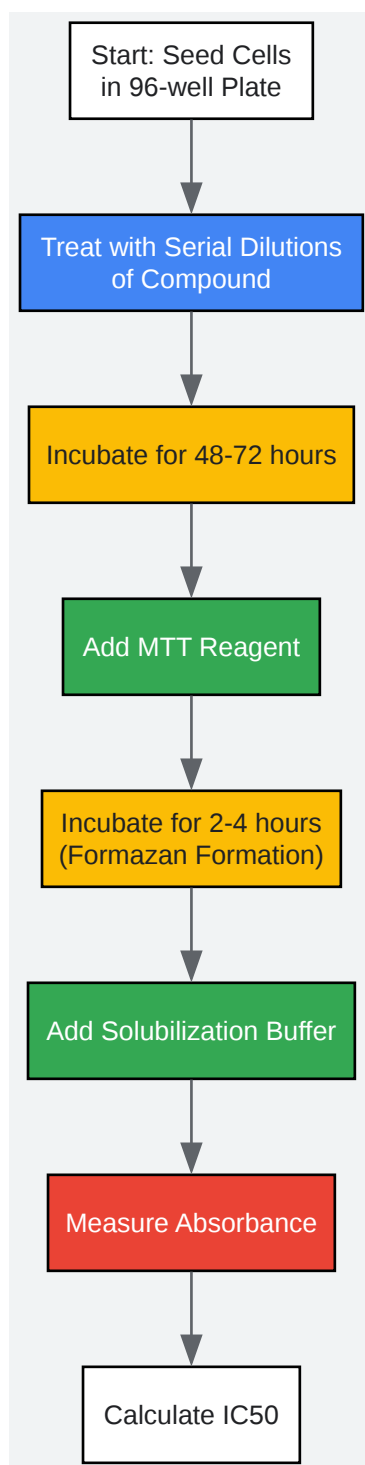 Start: Seed Cells
in 96-well Plate
Treat with Serial Dilutions
of Compound
Incubate for 48-72 hours
Add MTT Reagent
Incubate for 2-4 hours
(Formazan Formation)
Add Solubilization Buffer
Measure Absorbance
Calculate IC50